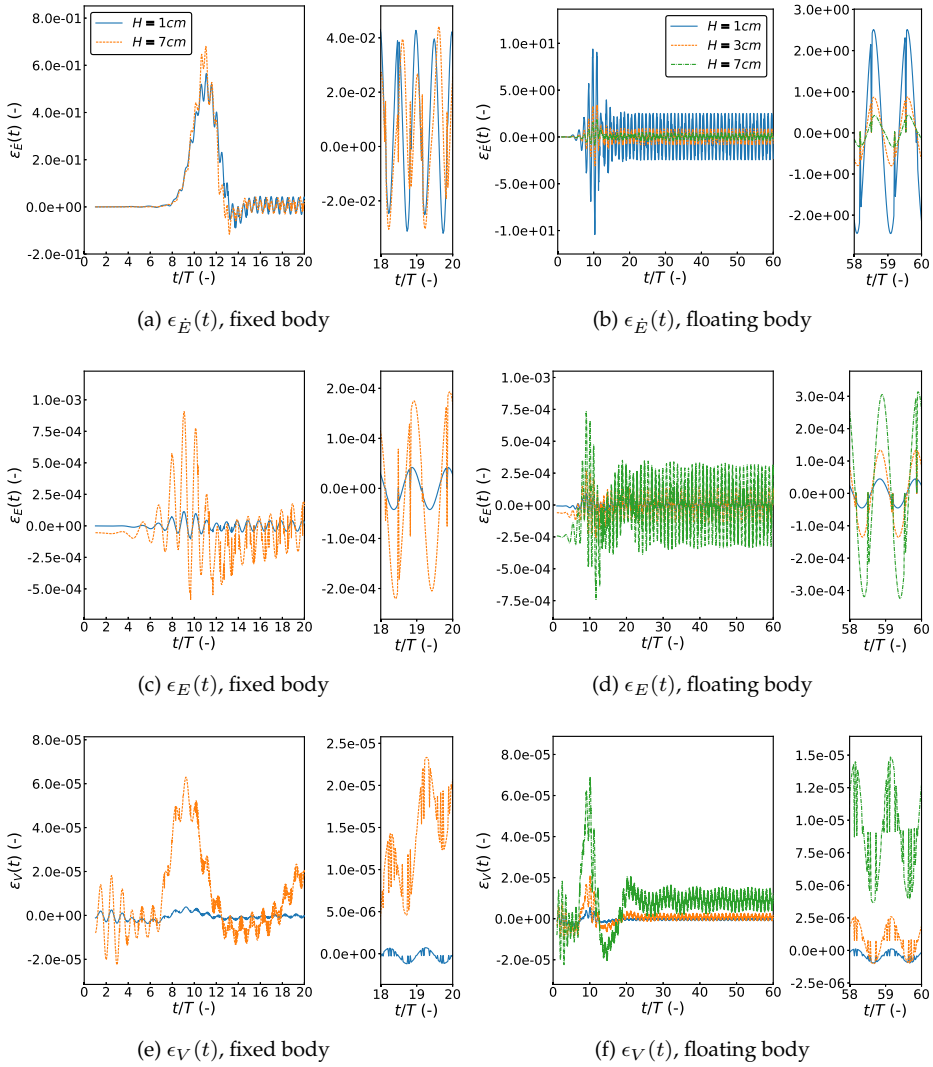 8.0e-01
6.0e-01
4.0e-01
2.0e-01
0.0e+00
-2.0e-01
ε_Ė(t) (-)
H = 1cm
H = 7cm
0 2 4 6 8 10 12 14 16 18 20
t/T (-)
4.0e-02
2.0e-02
0.0e+00
-2.0e-02
18 19 20
t/T (-)
(a) ϵ_Ė(t), fixed body
1.0e+01
5.0e+00
0.0e+00
-5.0e+00
-1.0e+01
ε_Ė(t) (-)
H = 1cm
H = 3cm
H = 7cm
0 10 20 30 40 50 60
t/T (-)
2.0e+00
1.0e+00
0.0e+00
-1.0e+00
-2.0e+00
58 59 60
t/T (-)
(b) ϵ_Ė(t), floating body
1.0e-03
7.5e-04
5.0e-04
2.5e-04
0.0e+00
-2.5e-04
-5.0e-04
ε_E(t) (-)
0 2 4 6 8 10 12 14 16 18 20
t/T (-)
2.0e-04
1.0e-04
0.0e+00
-1.0e-04
-2.0e-04
18 19 20
t/T (-)
(c) ϵ_E(t), fixed body
1.0e-03
7.5e-04
5.0e-04
2.5e-04
0.0e+00
-2.5e-04
-5.0e-04
-7.5e-04
ε_E(t) (-)
0 10 20 30 40 50 60
t/T (-)
3.0e-04
2.0e-04
1.0e-04
0.0e+00
-1.0e-04
-2.0e-04
-3.0e-04
58 59 60
t/T (-)
(d) ϵ_E(t), floating body
8.0e-05
6.0e-05
4.0e-05
2.0e-05
0.0e+00
-2.0e-05
ε_V(t) (-)
0 2 4 6 8 10 12 14 16 18 20
t/T (-)
2.5e-05
2.0e-05
1.5e-05
1.0e-05
5.0e-06
0.0e+00
18 19 20
t/T (-)
(e) ϵ_V(t), fixed body
8.0e-05
6.0e-05
4.0e-05
2.0e-05
0.0e+00
-2.0e-05
ε_V(t) (-)
0 10 20 30 40 50 60
t/T (-)
1.5e-05
1.3e-05
1.0e-05
7.5e-06
5.0e-06
2.5e-06
0.0e+00
-2.5e-06
58 59 60
t/T (-)
(f) ϵ_V(t), floating body